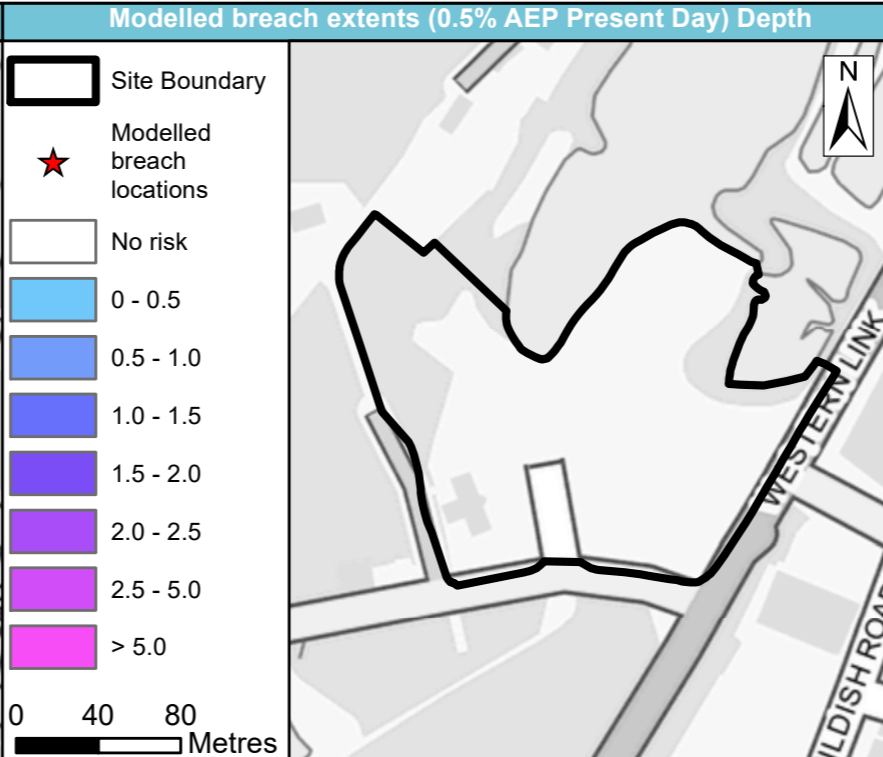 Modelled breach extents (0.5% AEP Present Day) Depth
Site Boundary
Modelled
breach
locations
No risk
0 - 0.5
0.5 - 1.0
1.0 - 1.5
1.5 - 2.0
2.0 - 2.5
2.5 - 5.0
> 5.0
0 40 80
Metres
N
WESTERN LINK
ILDISH ROA